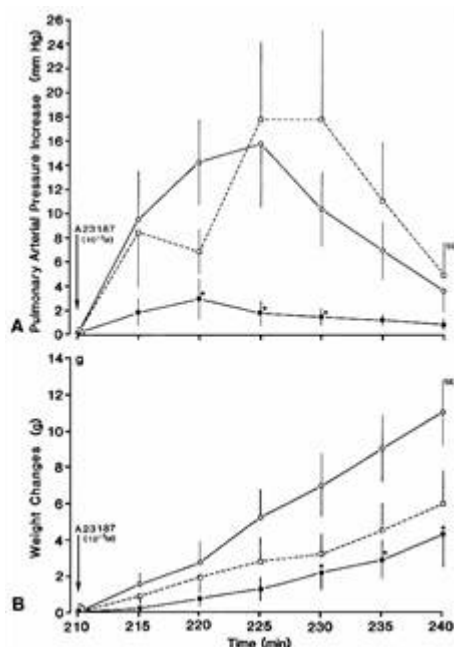 26
24
22
20
18
16
14
12
10
8
6
4
2
0
Pulmonary Arterial Pressure Increase (mm Hg)
A23187
A
g
14
12
10
8
6
4
2
0
Weight Changes (g)
A23187
B
210 215 220 225 230 235 240
Time (min)